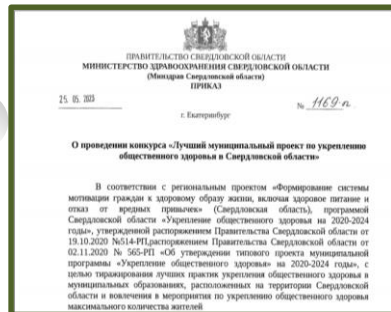 ПРАВИТЕЛЬСТВО СВЕРДЛОВСКОЙ ОБЛАСТИ
МИНИСТЕРСТВО ЗДРАВООХРАНЕНИЯ СВЕРДЛОВСКОЙ ОБЛАСТИ
(Минздрав Свердловской области)
ПРИКАЗ
25. 05. 2023
№ 1169-п
г. Екатеринбург
О проведении конкурса «Лучший муниципальный проект по укреплению
общественного здоровья в Свердловской области»
В соответствии с региональным проектом «Формирование системы
мотивации граждан к здоровому образу жизни, включая здоровое питание и
отказ от вредных привычек» (Свердловская область), программой
Свердловской области «Укрепление общественного здоровья на 2020-2024
годы», утвержденной распоряжением Правительства Свердловской области от
19.10.2020 №514-РП,распоряжением Правительства Свердловской области от
02.11.2020 № 565-РП «Об утверждении типового проекта муниципальной
программы «Укрепление общественного здоровья» на 2020-2024 годы», с
целью тиражирования лучших практик укрепления общественного здоровья в
муниципальных образованиях, расположенных на территории Свердловской
области и вовлечения в мероприятия по укреплению общественного здоровья
максимального количества жителей